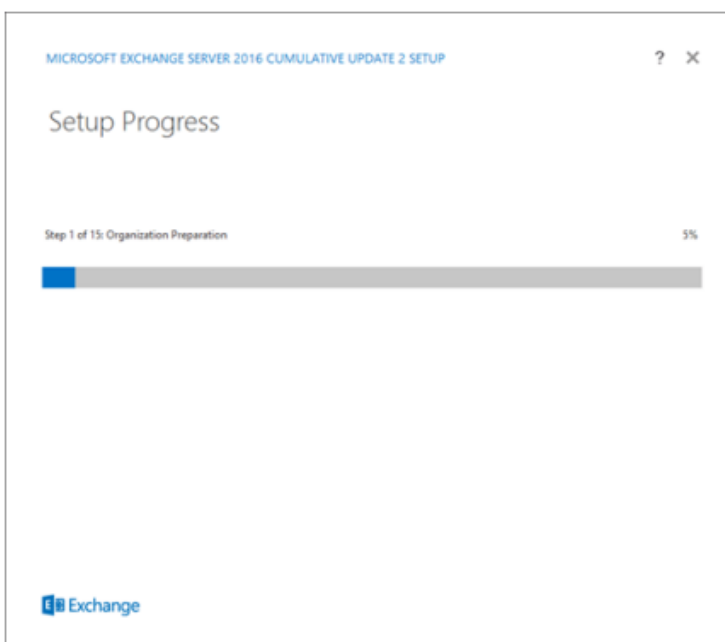 MICROSOFT EXCHANGE SERVER 2016 CUMULATIVE UPDATE 2 SETUP ? ✕
Setup Progress
Step 1 of 15: Organization Preparation 5%
E Exchange